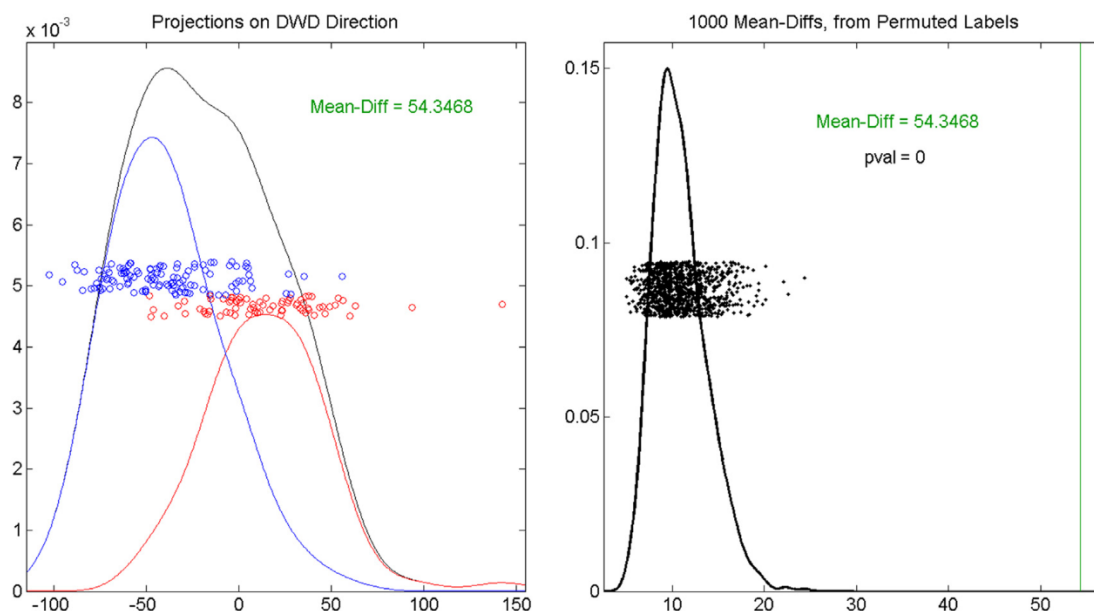 Projections on DWD Direction
x 10⁻³
8
7
6
5
4
3
2
1
0
-100 -50 0 50 100 150
Mean-Diff = 54.3468
1000 Mean-Diffs, from Permuted Labels
0.15
0.1
0.05
0
10 20 30 40 50
Mean-Diff = 54.3468
pval = 0